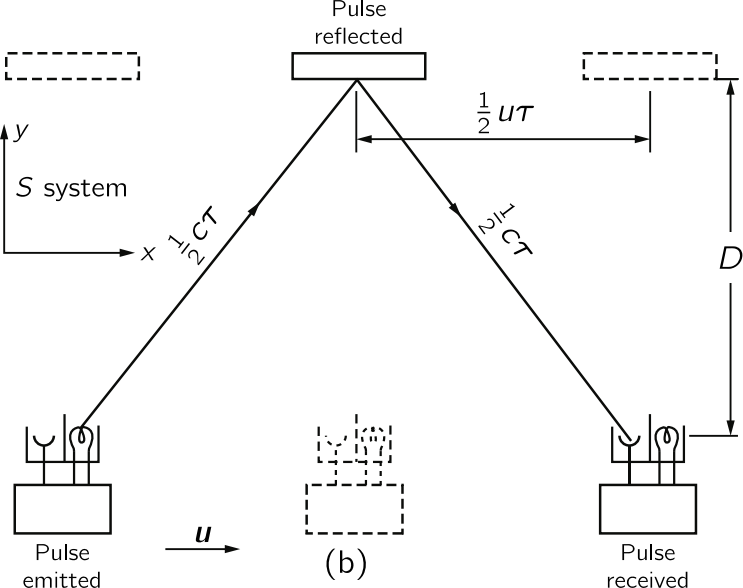 Pulse
reflected
½ uτ
y
S system
x
½ cτ
½ cτ
D
u
Pulse
emitted
(b)
Pulse
received